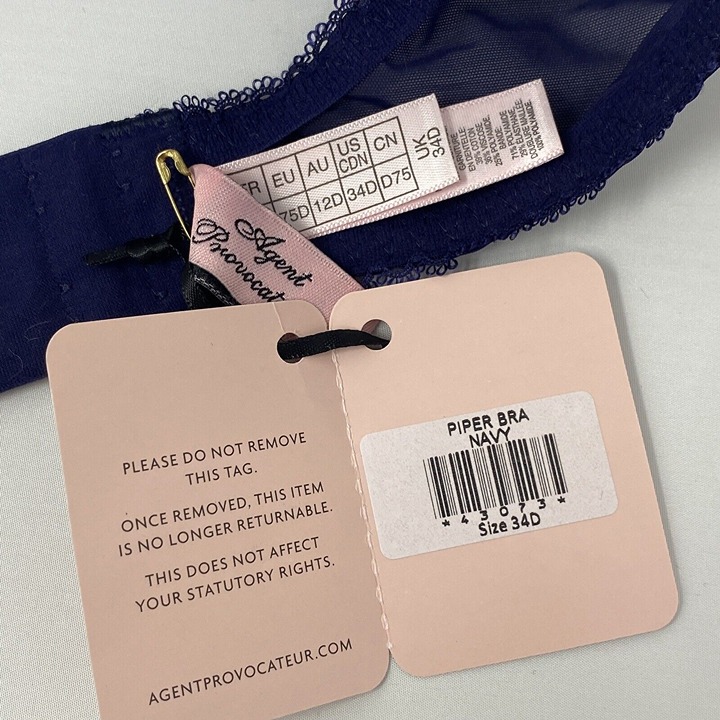 EU AU US CDN CN
75D 12D 34D D75
UK 34D
Agent
Provocat
PLEASE DO NOT REMOVE
THIS TAG.
ONCE REMOVED, THIS ITEM
IS NO LONGER RETURNABLE.
THIS DOES NOT AFFECT
YOUR STATUTORY RIGHTS.
AGENTPROVOCATEUR.COM
PIPER BRA
NAVY
*43073*
Size 34D